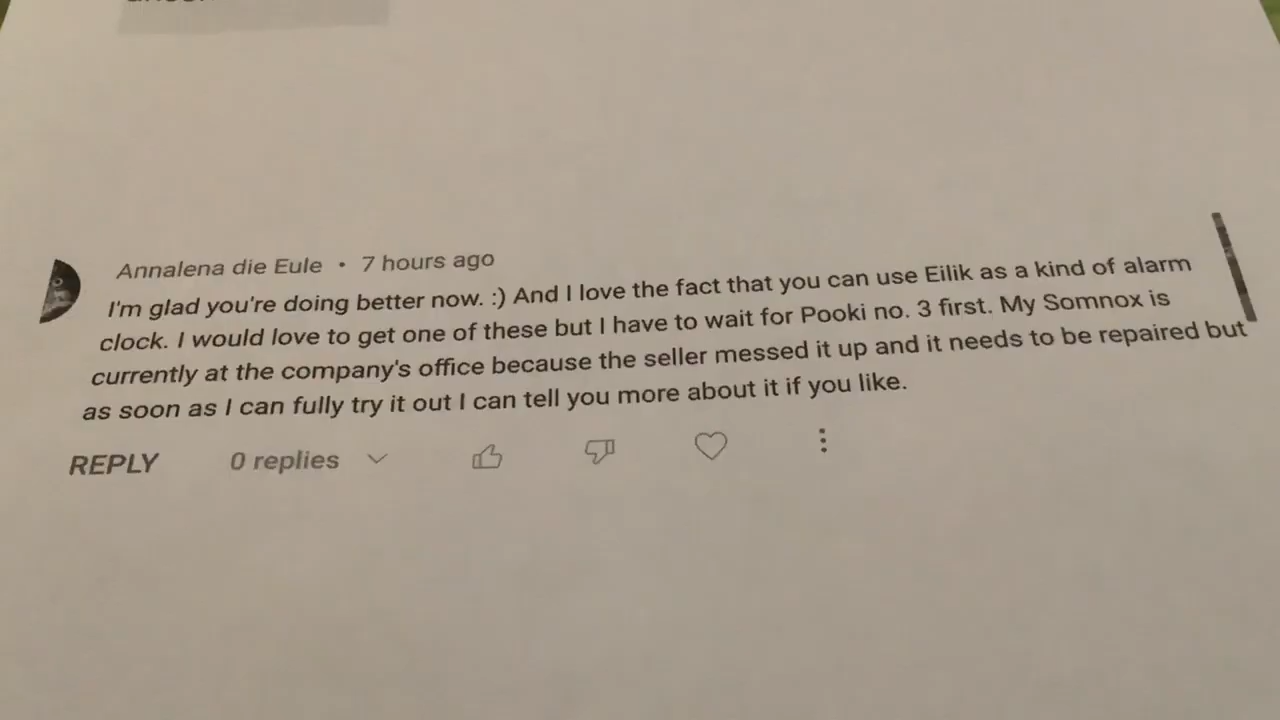 Annalena die Eule • 7 hours ago
I'm glad you're doing better now. :) And I love the fact that you can use Eilik as a kind of alarm
clock. I would love to get one of these but I have to wait for Pooki no. 3 first. My Somnox is
currently at the company's office because the seller messed it up and it needs to be repaired but
as soon as I can fully try it out I can tell you more about it if you like.
REPLY 0 replies